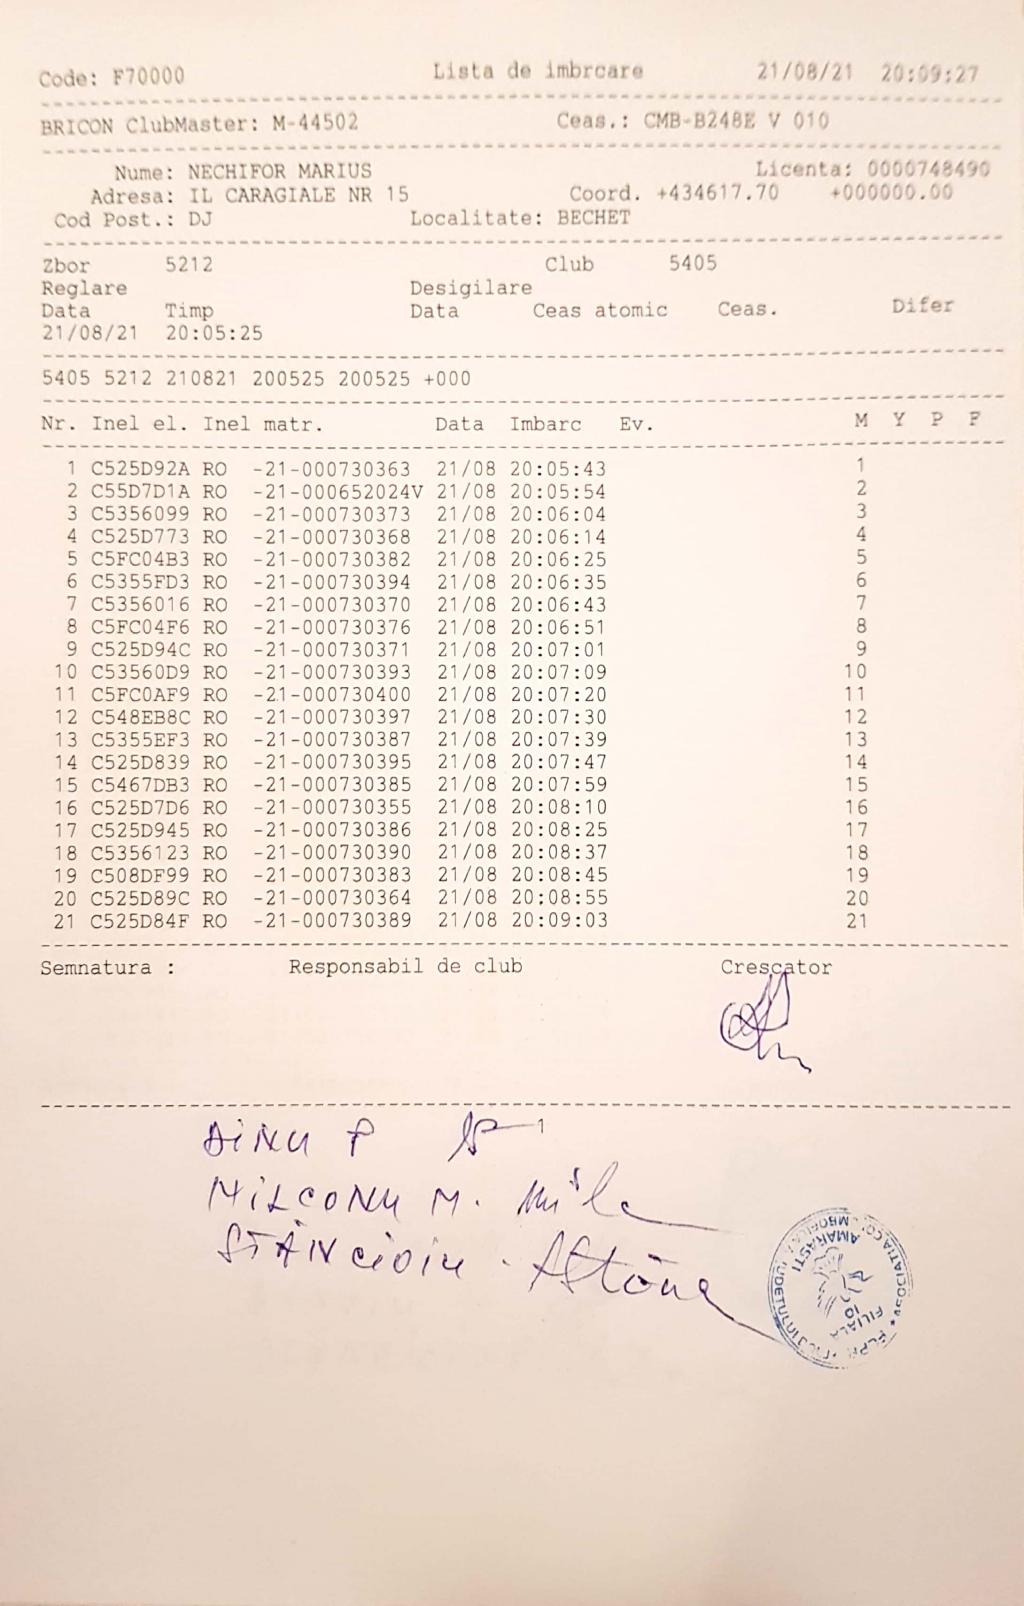 Code: F70000 Lista de imbrcare 21/08/21 20:09:27
BRICON ClubMaster: M-44502 Ceas.: CMB-B248E V 010
Nume: NECHIFOR MARIUS Licenta: 0000748490
Adresa: IL CARAGIALE NR 15 Coord. +434617.70 +000000.00
Cod Post.: DJ Localitate: BECHET
Zbor 5212 Club 5405
Reglare Desigilare
Data Timp Data Ceas atomic Ceas. Difer
21/08/21 20:05:25
5405 5212 210821 200525 200525 +000
Nr. Inel el. Inel matr. Data Imbarc Ev. M Y P F
1 C525D92A RO -21-000730363 21/08 20:05:43 1
2 C55D7D1A RO -21-000652024V 21/08 20:05:54 2
3 C5356099 RO -21-000730373 21/08 20:06:04 3
4 C525D773 RO -21-000730368 21/08 20:06:14 4
5 C5FC04B3 RO -21-000730382 21/08 20:06:25 5
6 C5355FD3 RO -21-000730394 21/08 20:06:35 6
7 C5356016 RO -21-000730370 21/08 20:06:43 7
8 C5FC04F6 RO -21-000730376 21/08 20:06:51 8
9 C525D94C RO -21-000730371 21/08 20:07:01 9
10 C53560D9 RO -21-000730393 21/08 20:07:09 10
11 C5FC0AF9 RO -21-000730400 21/08 20:07:20 11
12 C548EB8C RO -21-000730397 21/08 20:07:30 12
13 C5355EF3 RO -21-000730387 21/08 20:07:39 13
14 C525D839 RO -21-000730395 21/08 20:07:47 14
15 C5467DB3 RO -21-000730385 21/08 20:07:59 15
16 C525D7D6 RO -21-000730355 21/08 20:08:10 16
17 C525D945 RO -21-000730386 21/08 20:08:25 17
18 C5356123 RO -21-000730390 21/08 20:08:37 18
19 C508DF99 RO -21-000730383 21/08 20:08:45 19
20 C525D89C RO -21-000730364 21/08 20:08:55 20
21 C525D84F RO -21-000730389 21/08 20:09:03 21
Semnatura : Responsabil de club Crescator
DINU P 1
MILCONU M.
STĂNCIOIU
AMARASTI
FILIALA
10